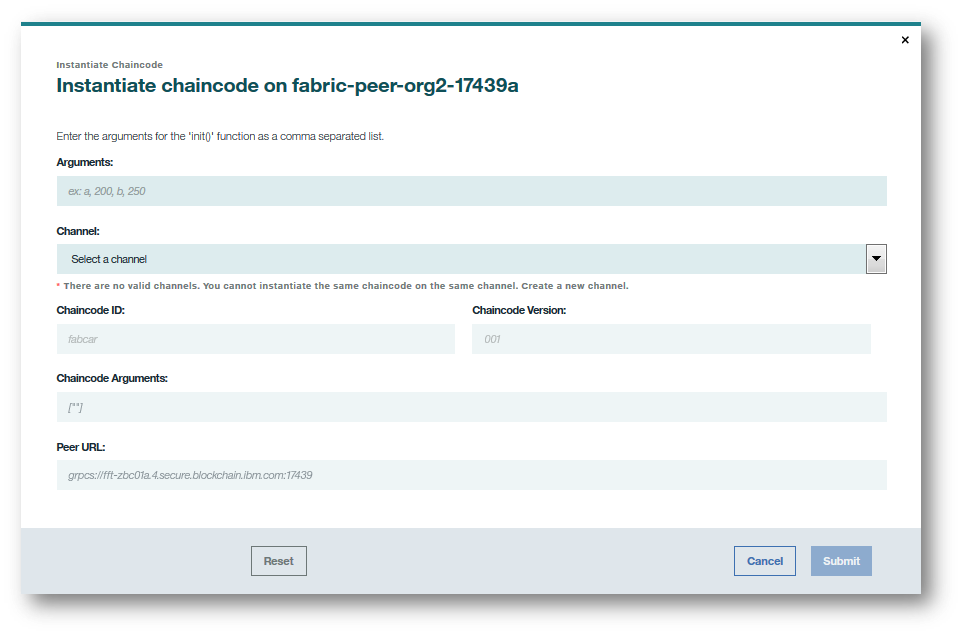 ×
Instantiate Chaincode
Instantiate chaincode on fabric-peer-org2-17439a
Enter the arguments for the 'init()' function as a comma separated list.
Arguments:
ex: a, 200, b, 250
Channel:
Select a channel
* There are no valid channels. You cannot instantiate the same chaincode on the same channel. Create a new channel.
Chaincode ID: Chaincode Version:
fabcar 001
Chaincode Arguments:
[""]
Peer URL:
grpcs://fft-zbc01a.4.secure.blockchain.ibm.com:17439
Reset Cancel Submit